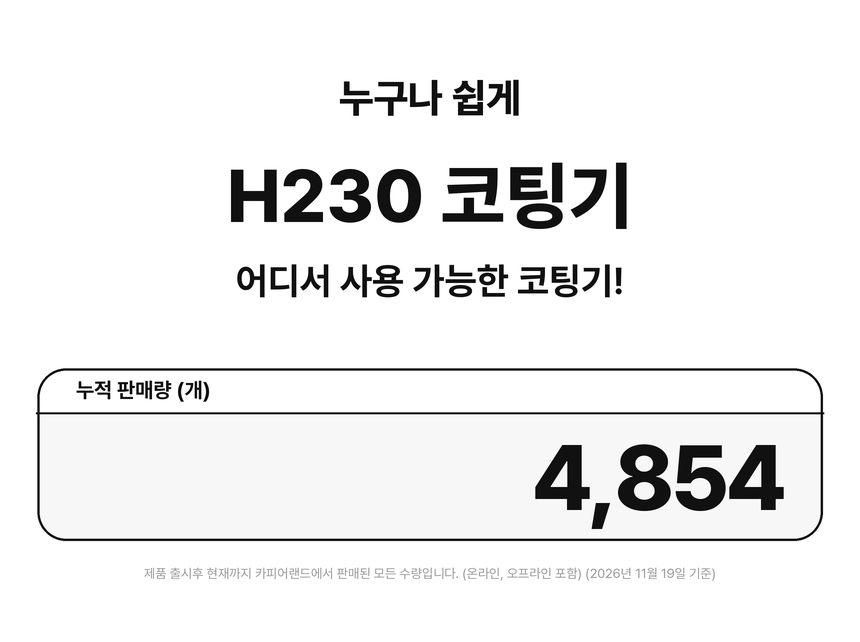 누구나 쉽게
H230 코팅기
어디서 사용 가능한 코팅기!
누적 판매량 (개)
4,854
제품 출시후 현재까지 카피어랜드에서 판매된 모든 수량입니다. (온라인, 오프라인 포함) (2026년 11월 19일 기준)